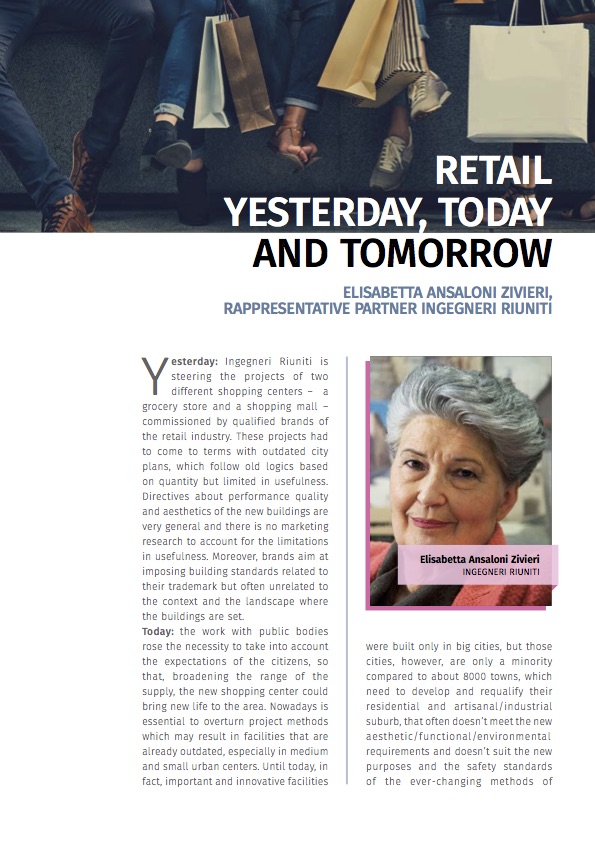 RETAIL
YESTERDAY, TODAY
AND TOMORROW
ELISABETTA ANSALONI ZIVIERI,
RAPPRESENTATIVE PARTNER INGEGNERI RIUNITI
Yesterday: Ingegneri Riuniti is
steering the projects of two
different shopping centers – a
grocery store and a shopping mall –
commissioned by qualified brands of
the retail industry. These projects had
to come to terms with outdated city
plans, which follow old logics based
on quantity but limited in usefulness.
Directives about performance quality
and aesthetics of the new buildings are
very general and there is no marketing
research to account for the limitations
in usefulness. Moreover, brands aim at
imposing building standards related to
their trademark but often unrelated to
the context and the landscape where
the buildings are set.
Today: the work with public bodies
rose the necessity to take into account
the expectations of the citizens, so
that, broadening the range of the
supply, the new shopping center could
bring new life to the area. Nowadays is
essential to overturn project methods
which may result in facilities that are
already outdated, especially in medium
and small urban centers. Until today, in
fact, important and innovative facilities
Elisabetta Ansaloni Zivieri
INGEGNERI RIUNITI
were built only in big cities, but those
cities, however, are only a minority
compared to about 8000 towns, which
need to develop and requalify their
residential and artisanal/industrial
suburb, that often doesn't meet the new
aesthetic/functional/environmental
requirements and doesn't suit the new
purposes and the safety standards
of the ever-changing methods of